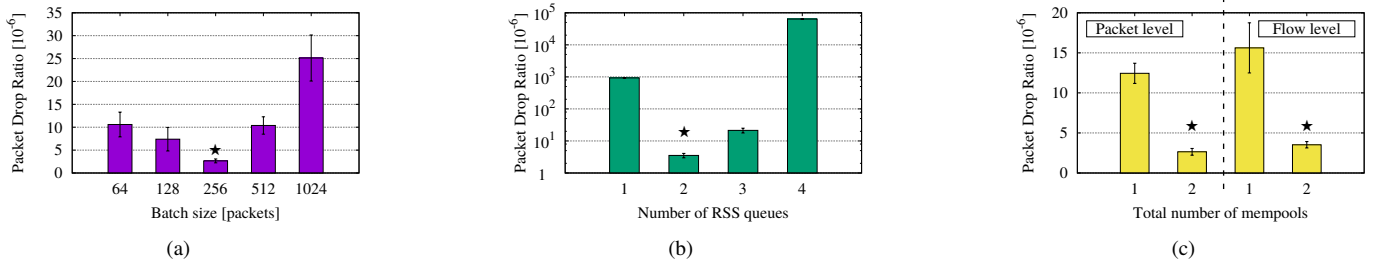 Packet Drop Ratio [10^-6]
35
30
25
20
15
10
5
0
64 128 256 512 1024
Batch size [packets]
(a)
Packet Drop Ratio [10^-6]
10^5
10^4
10^3
10^2
10^1
1
1 2 3 4
Number of RSS queues
(b)
Packet Drop Ratio [10^-6]
20
15
10
5
0
Packet level Flow level
1 2 1 2
Total number of mempools
(c)